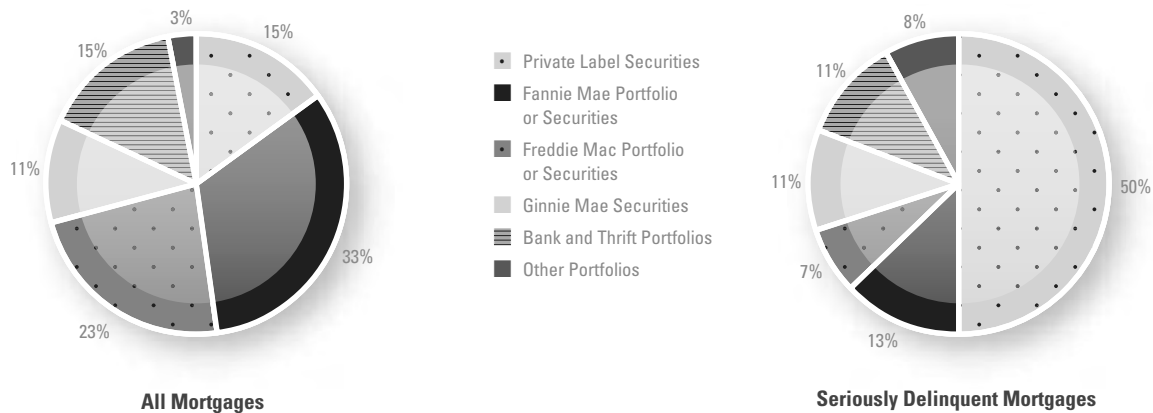 3%
15%
15%
11%
33%
23%
All Mortgages
Private Label Securities
Fannie Mae Portfolio
or Securities
Freddie Mac Portfolio
or Securities
Ginnie Mae Securities
Bank and Thrift Portfolios
Other Portfolios
8%
11%
11%
50%
7%
13%
Seriously Delinquent Mortgages